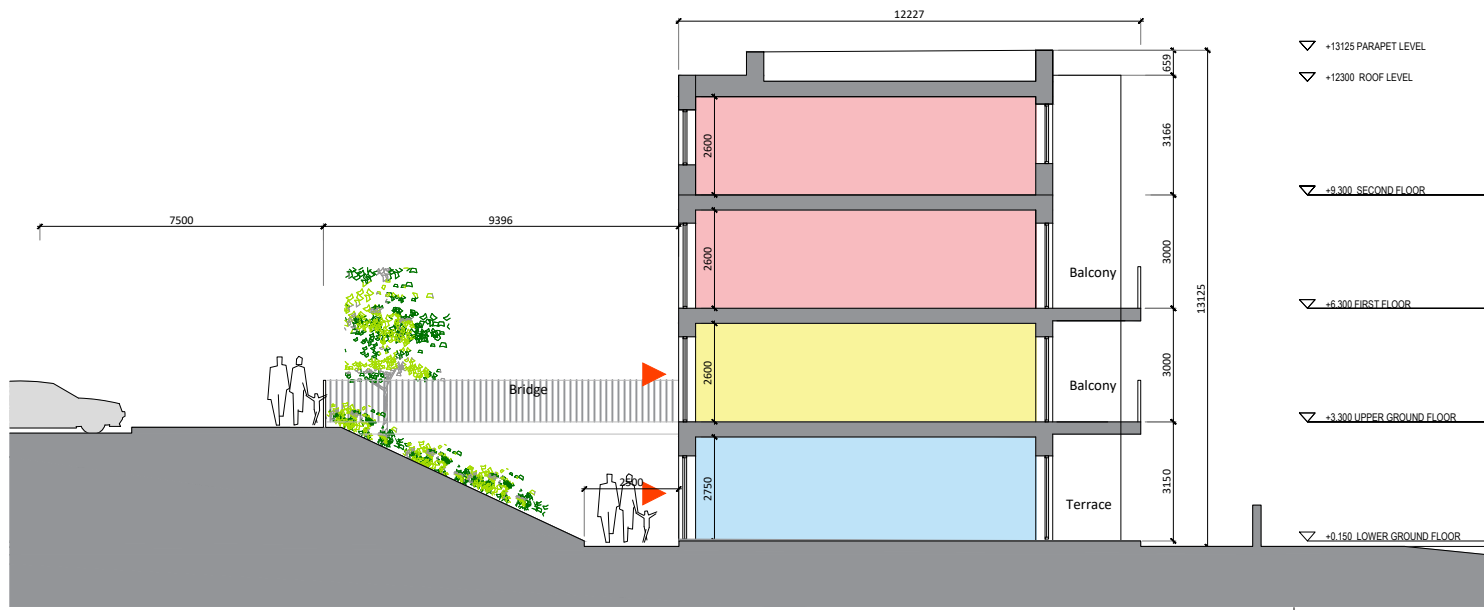 12227
+13125 PARAPET LEVEL
659
+12300 ROOF LEVEL
2600
3166
+9.300 SECOND FLOOR
7500
9396
2600
3000
Balcony
13125
+6.300 FIRST FLOOR
2600
3000
Bridge
Balcony
+3.300 UPPER GROUND FLOOR
2500
2750
3150
Terrace
+0.150 LOWER GROUND FLOOR